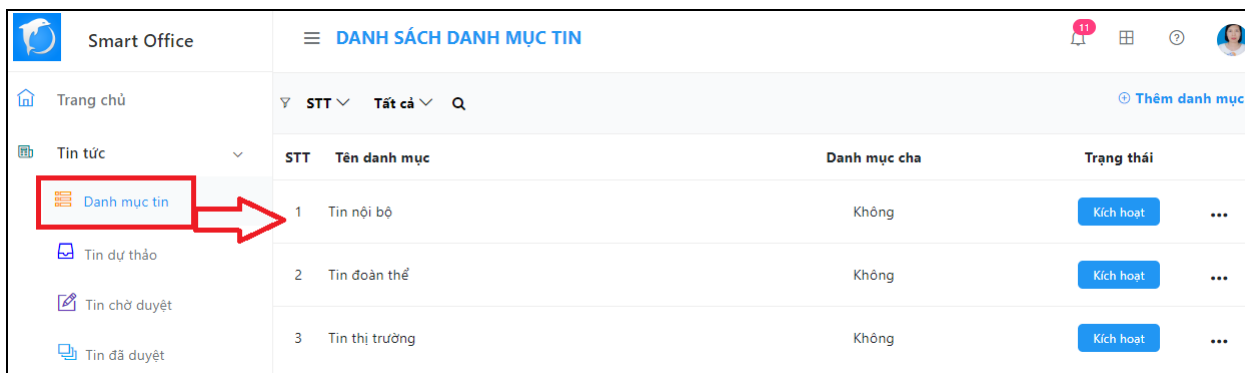 Smart Office
DANH SÁCH DANH MỤC TIN
11
Trang chủ
STT Tất cả
Thêm danh mục
Tin tức
STT Tên danh mục Danh mục cha Trạng thái
Danh mục tin
1 Tin nội bộ Không Kích hoạt
Tin dự thảo
2 Tin đoàn thể Không Kích hoạt
Tin chờ duyệt
3 Tin thị trường Không Kích hoạt
Tin đã duyệt